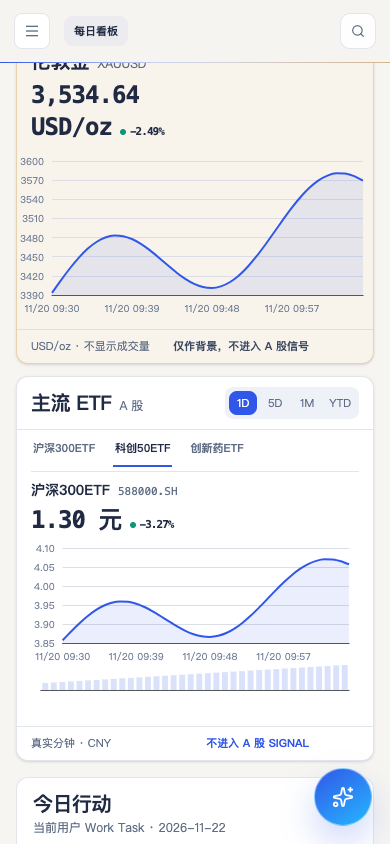 每日看板
伦敦金 XAUUSD
3,534.64
USD/oz −2.49%
3600
3570
3540
3510
3480
3450
3420
3390
11/20 09:30 11/20 09:39 11/20 09:48 11/20 09:57
USD/oz · 不显示成交量 仅作背景，不进入 A 股信号
主流 ETF A 股 1D 5D 1M YTD
沪深300ETF 科创50ETF 创新药ETF
沪深300ETF 588000.SH
1.30 元 −3.27%
4.10
4.05
4.00
3.95
3.90
3.85
11/20 09:30 11/20 09:39 11/20 09:48 11/20 09:57
真实分钟 · CNY 不进入 A 股 SIGNAL
今日行动
当前用户 Work Task · 2026-11-22